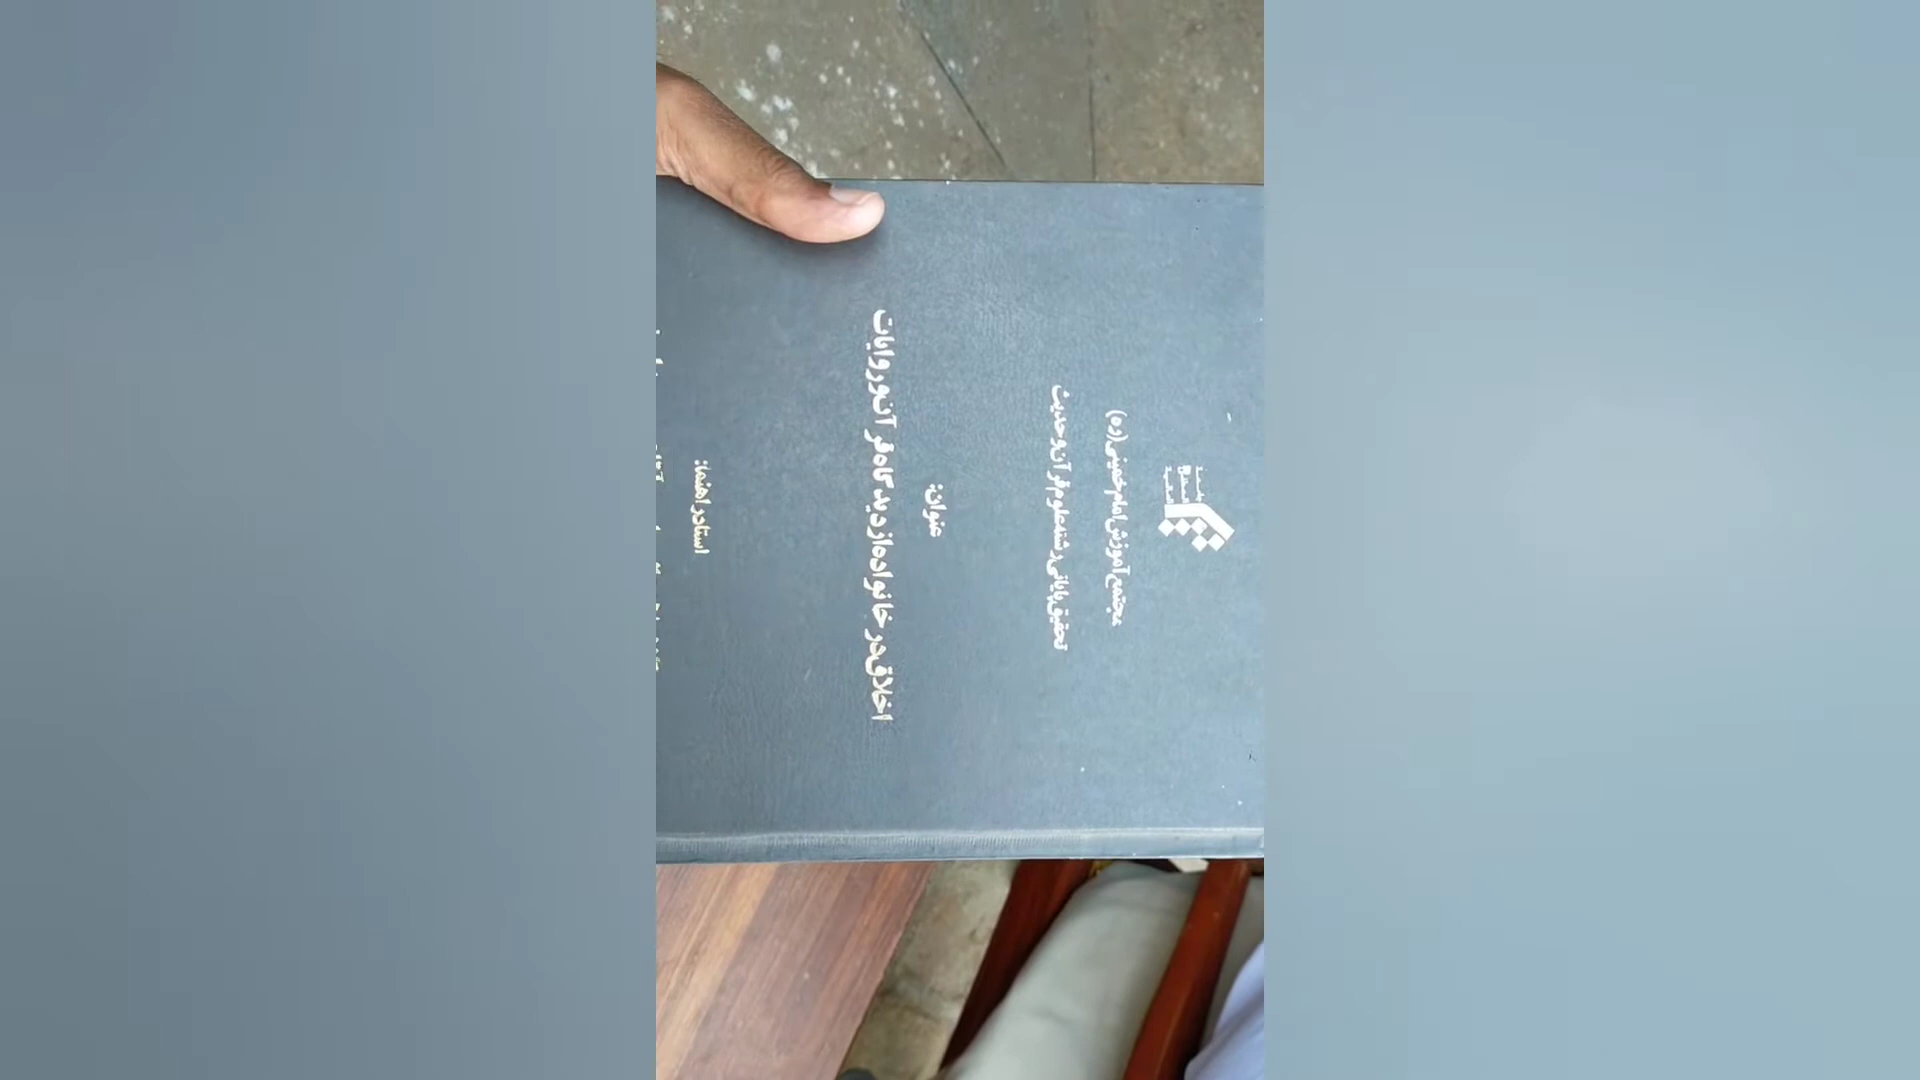 مجتمع آموزش امام خمینی (ره)
تحقیق پایانی رشته علوم قرآن و حدیث
عنوان:
اخلاق در خانواده از دیدگاه قرآن و روایات
استاد راهنما: